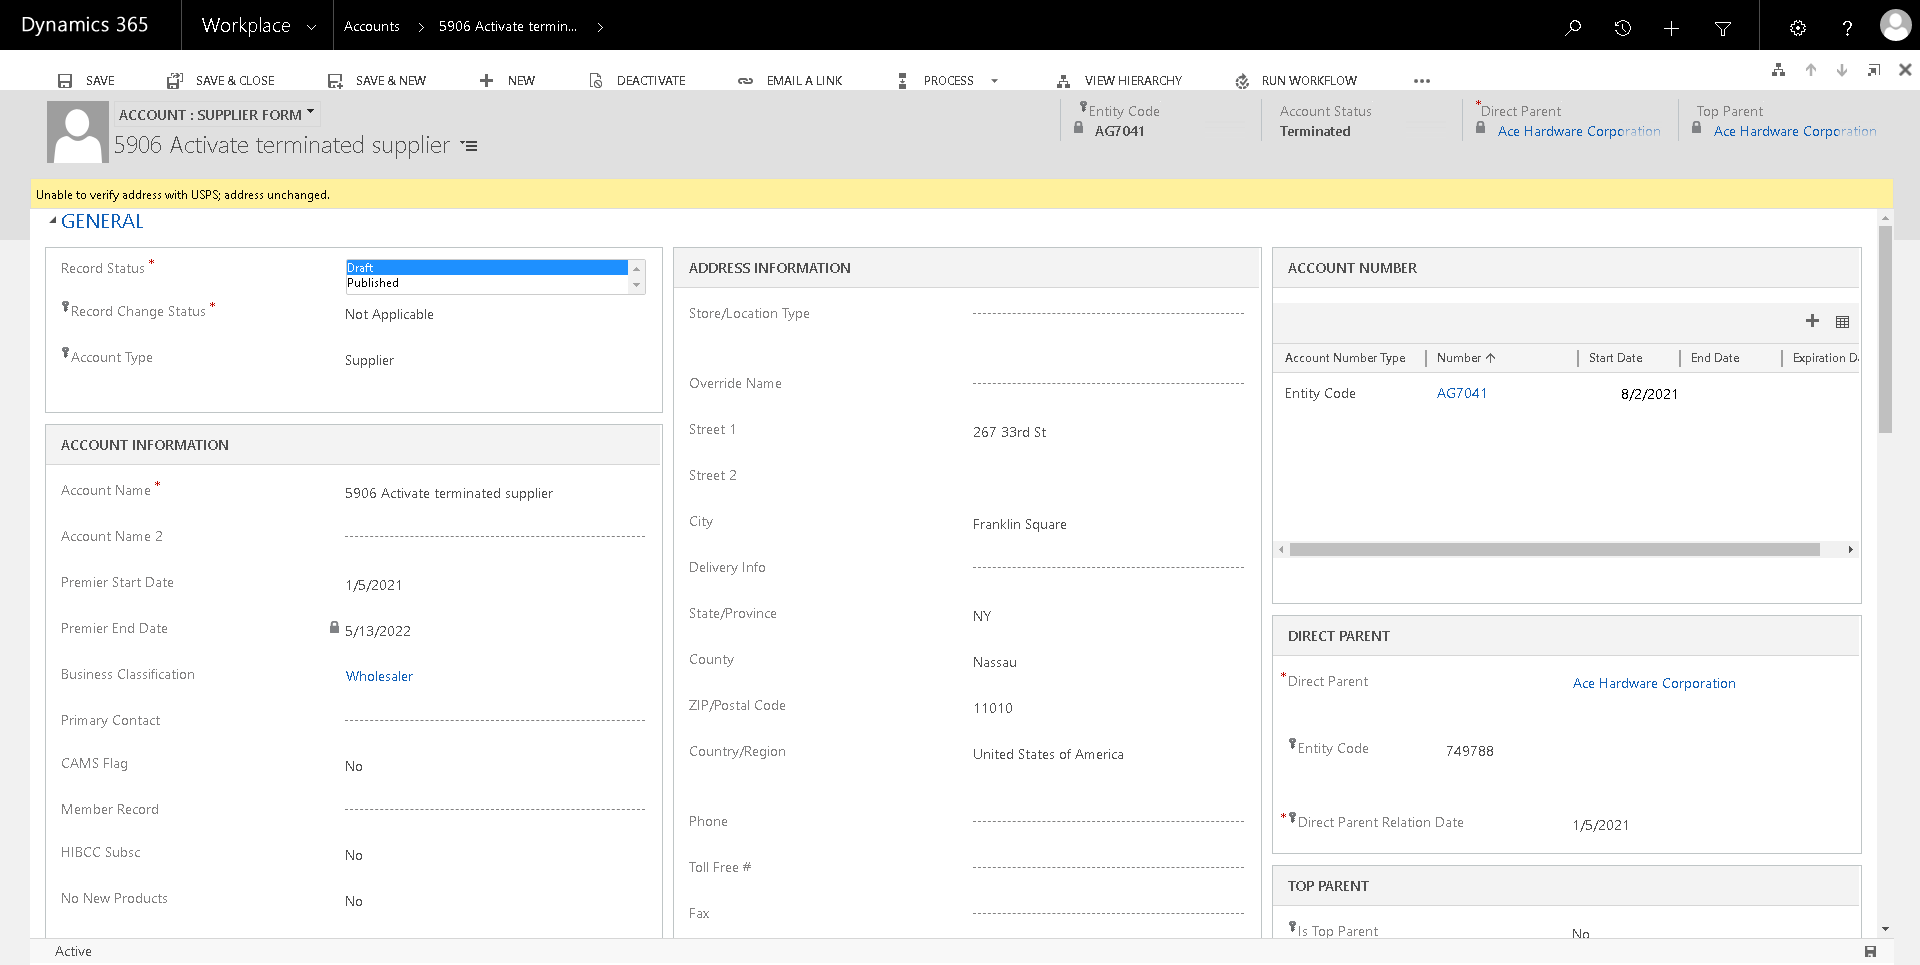 Dynamics 365
Workplace
Accounts
5906 Activate termin...
SAVE
SAVE & CLOSE
SAVE & NEW
NEW
DEACTIVATE
EMAIL A LINK
PROCESS
VIEW HIERARCHY
RUN WORKFLOW
ACCOUNT : SUPPLIER FORM
5906 Activate terminated supplier
Entity Code
AG7041
Account Status
Terminated
*Direct Parent
Ace Hardware Corporation
Top Parent
Ace Hardware Corporation
Unable to verify address with USPS; address unchanged.
GENERAL
Record Status *
Draft
Published
Record Change Status *
Not Applicable
Account Type
Supplier
ACCOUNT INFORMATION
Account Name *
5906 Activate terminated supplier
Account Name 2
Premier Start Date
1/5/2021
Premier End Date
5/13/2022
Business Classification
Wholesaler
Primary Contact
CAMS Flag
No
Member Record
HIBCC Subsc
No
No New Products
No
ADDRESS INFORMATION
Store/Location Type
Override Name
Street 1
267 33rd St
Street 2
City
Franklin Square
Delivery Info
State/Province
NY
County
Nassau
ZIP/Postal Code
11010
Country/Region
United States of America
Phone
Toll Free #
Fax
ACCOUNT NUMBER
Account Number Type
Number
Start Date
End Date
Expiration D
Entity Code
AG7041
8/2/2021
DIRECT PARENT
*Direct Parent
Ace Hardware Corporation
Entity Code
749788
*Direct Parent Relation Date
1/5/2021
TOP PARENT
Is Top Parent
No
Active